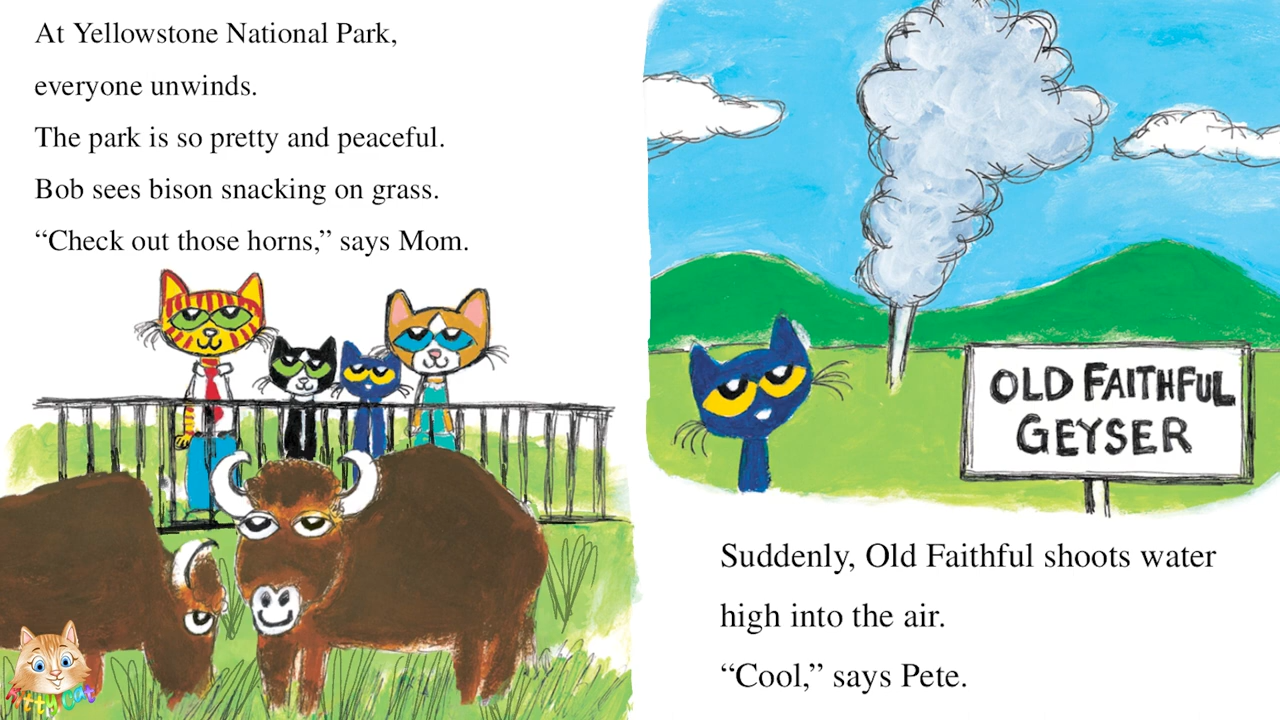 At Yellowstone National Park,
everyone unwinds.
The park is so pretty and peaceful.
Bob sees bison snacking on grass.
“Check out those horns,” says Mom.
OLD FAITHFUL
GEYSER
Suddenly, Old Faithful shoots water
high into the air.
“Cool,” says Pete.